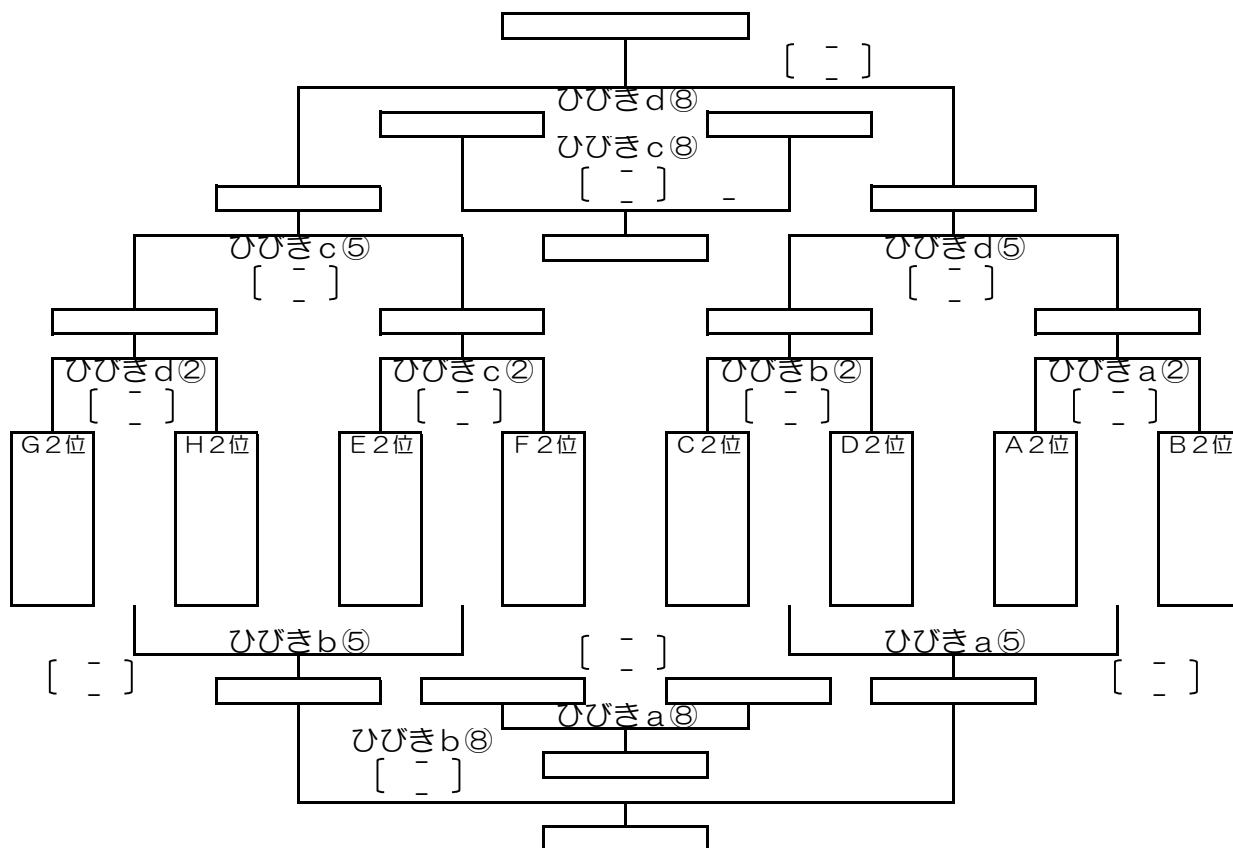 [ - - ]
ひびきｄ⑧
ひびきｃ⑧
[ - - ] -
ひびきｃ⑤
ひびきｄ⑤
[ - - ]
[ - - ]
ひびきｄ②
ひびきｃ②
ひびきｂ②
ひびきａ②
[ - - ]
[ - - ]
[ - - ]
[ - - ]
Ｇ２位
Ｈ２位
Ｅ２位
Ｆ２位
Ｃ２位
Ｄ２位
Ａ２位
Ｂ２位
ひびきｂ⑤
[ - - ]
ひびきａ⑤
[ - - ]
[ - - ]
ひびきａ⑧
ひびきｂ⑧
[ - - ]